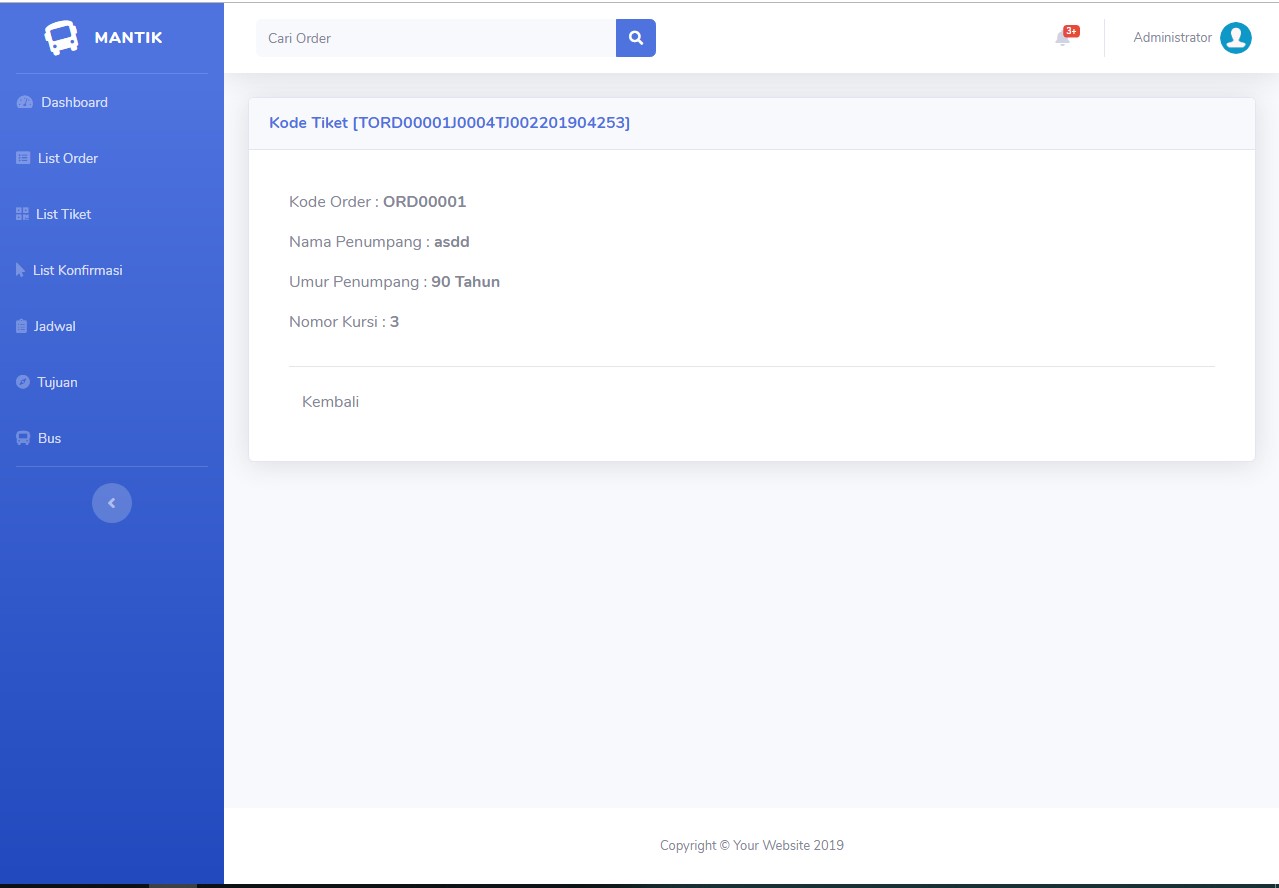 MANTIK
Cari Order
3+
Administrator
Dashboard
List Order
List Tiket
List Konfirmasi
Jadwal
Tujuan
Bus
Kode Tiket [TORD00001J0004TJ002201904253]
Kode Order : ORD00001
Nama Penumpang : asdd
Umur Penumpang : 90 Tahun
Nomor Kursi : 3
Kembali
Copyright © Your Website 2019